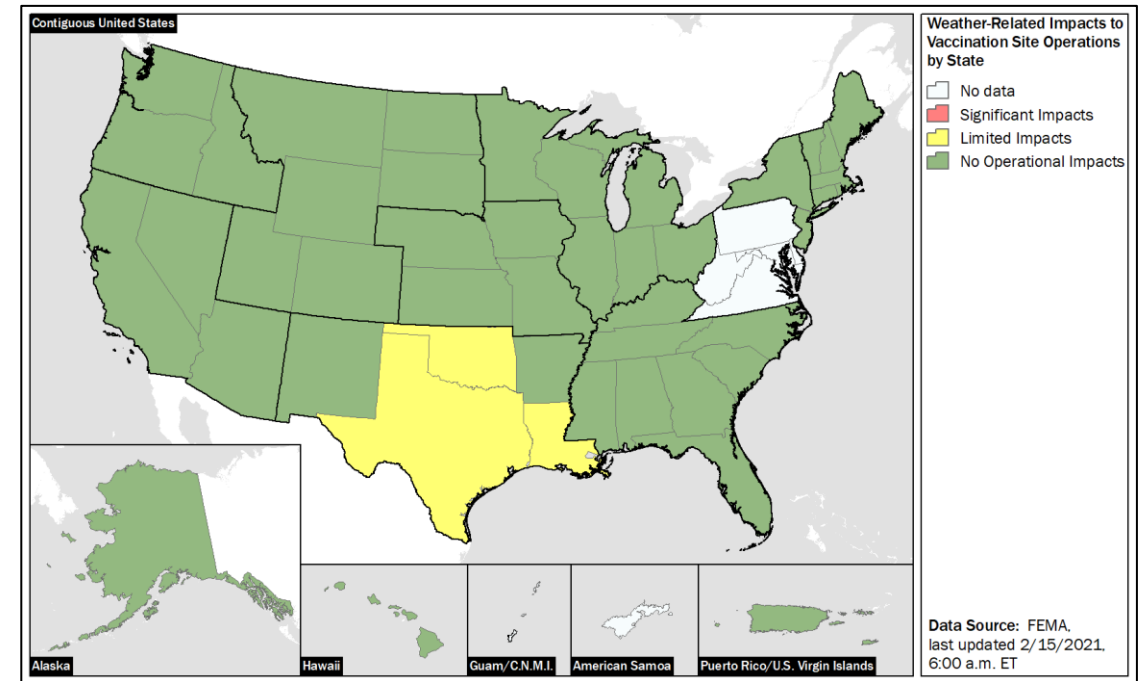 Contiguous United States
Weather-Related Impacts to
Vaccination Site Operations
by State
No data
Significant Impacts
Limited Impacts
No Operational Impacts
Alaska
Hawaii
Guam/C.N.M.I.
American Samoa
Puerto Rico/U.S. Virgin Islands
Data Source: FEMA,
last updated 2/15/2021,
6:00 a.m. ET